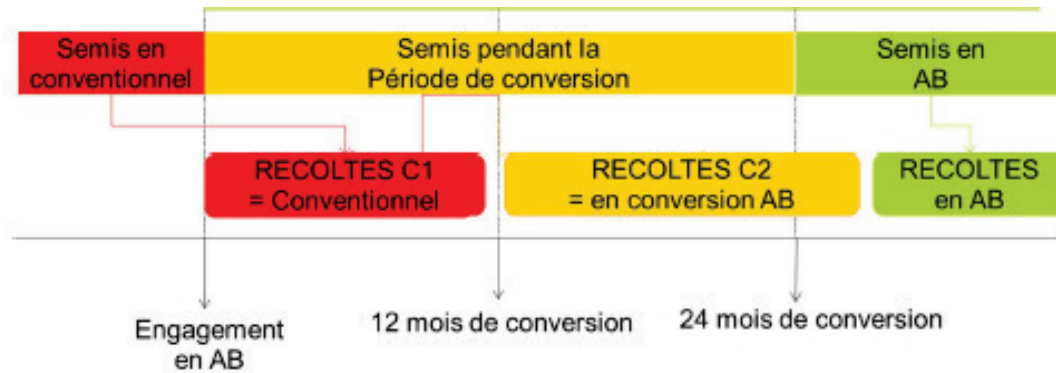 Semis en
conventionnel
Semis pendant la
Période de conversion
Semis en
AB
RECOLTES C1
= Conventionnel
RECOLTES C2
= en conversion AB
RECOLTES
en AB
Engagement
en AB
12 mois de conversion
24 mois de conversion